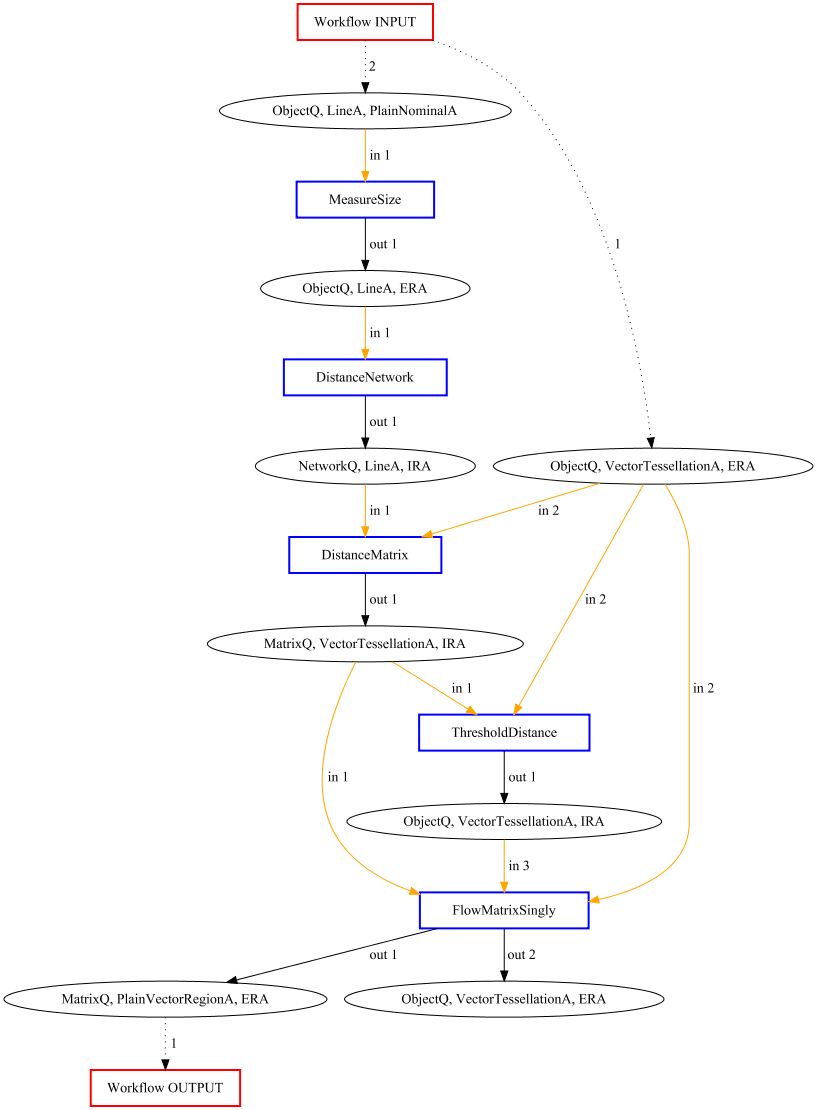 Workflow INPUT
2
ObjectQ, LineA, PlainNominalA
in 1
MeasureSize
out 1
1
ObjectQ, LineA, ERA
in 1
DistanceNetwork
out 1
NetworkQ, LineA, IRA
ObjectQ, VectorTessellationA, ERA
in 1
in 2
DistanceMatrix
out 1
in 2
MatrixQ, VectorTessellationA, IRA
in 1
in 2
ThresholdDistance
in 1
out 1
ObjectQ, VectorTessellationA, IRA
in 3
FlowMatrixSingly
out 1
out 2
MatrixQ, PlainVectorRegionA, ERA
ObjectQ, VectorTessellationA, ERA
1
Workflow OUTPUT